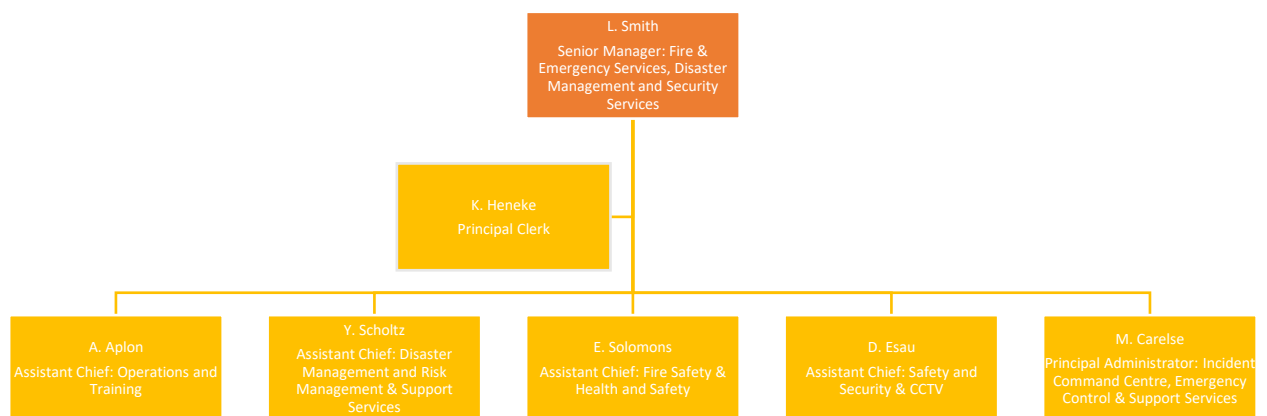 L. Smith
Senior Manager: Fire &
Emergency Services, Disaster
Management and Security
Services
K. Heneke
Principal Clerk
A. Aplon
Assistant Chief: Operations and
Training
Y. Scholtz
Assistant Chief: Disaster
Management and Risk
Management & Support
Services
E. Solomons
Assistant Chief: Fire Safety &
Health and Safety
D. Esau
Assistant Chief: Safety and
Security & CCTV
M. Carelse
Principal Administrator: Incident
Command Centre, Emergency
Control & Support Services